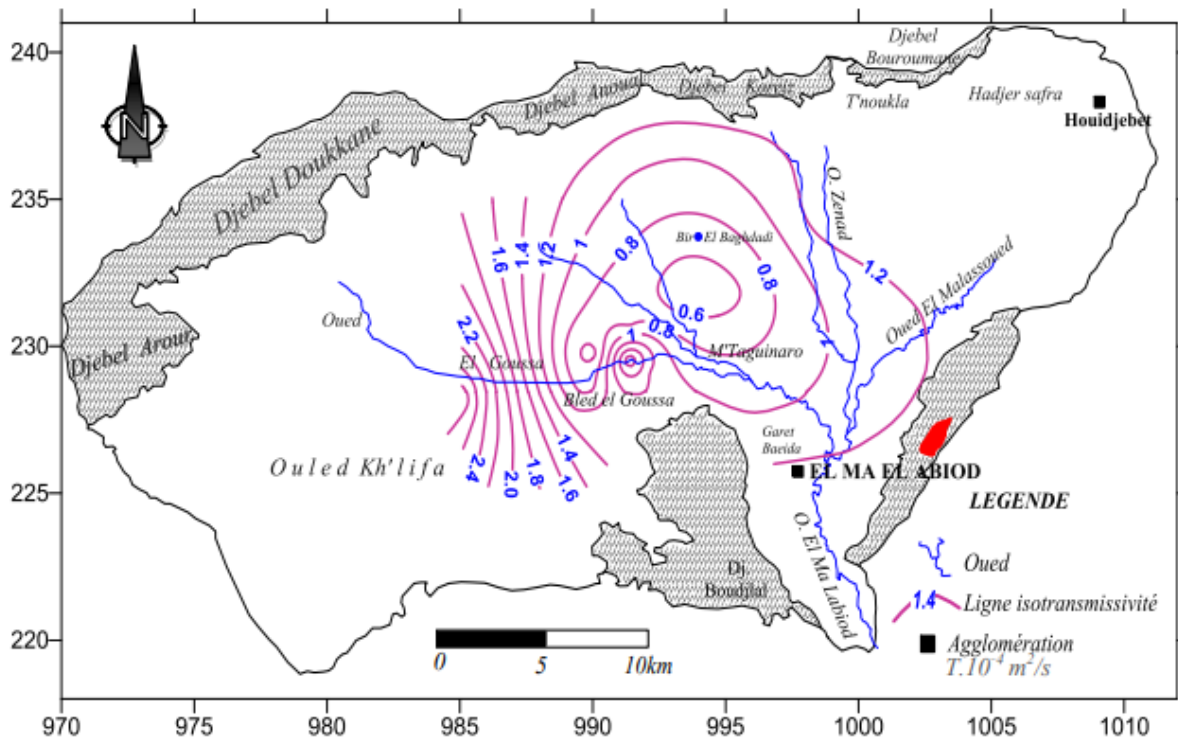 240
235
230
225
220
N
Djebel Doukkane
Djebel Anoual
Djebel Korriz
Djebel
Bouroumane
T'noukla
Hadjer safra
Houidjebet
Djebel Arour
Oued
El Goussa
Bled el Goussa
Ouled Kh'lifa
Bir El Baghdadi
M'Taguinaro
O. Zenad
Oued El Malassoued
Garet
Baeida
EL MA EL ABIOD
O. El Ma Labiod
Dj
Boudjlal
1.6
1.4
1.2
1
0.8
0.8
0.6
0.8
1
1
1.2
2.2
2.4
2.0
1.8
1.4
1.6
LEGENDE
Oued
1.4 Ligne isotransmissivité
Agglomération
T.10⁻⁴ m²/s
0 5 10km
970 975 980 985 990 995 1000 1005 1010